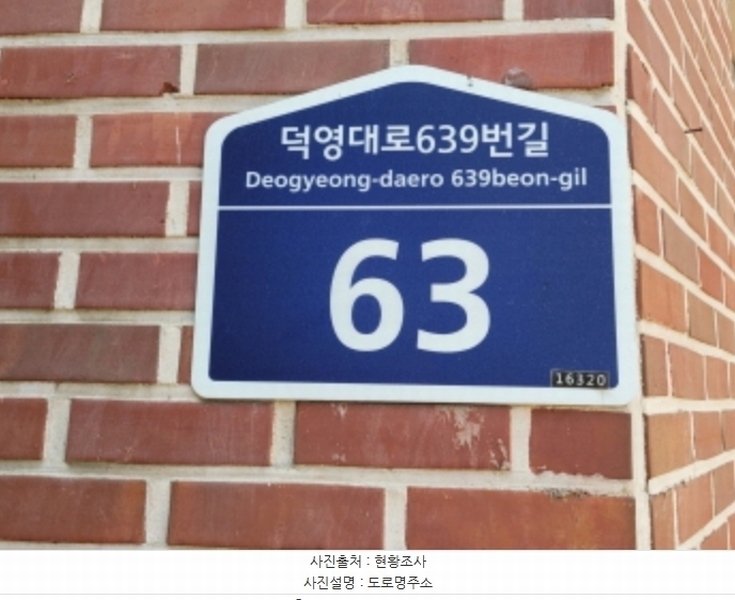 덕영대로639번길
Deogyeong-daero 639beon-gil
63
16320
사진출처 : 현황조사
사진설명 : 도로명주소